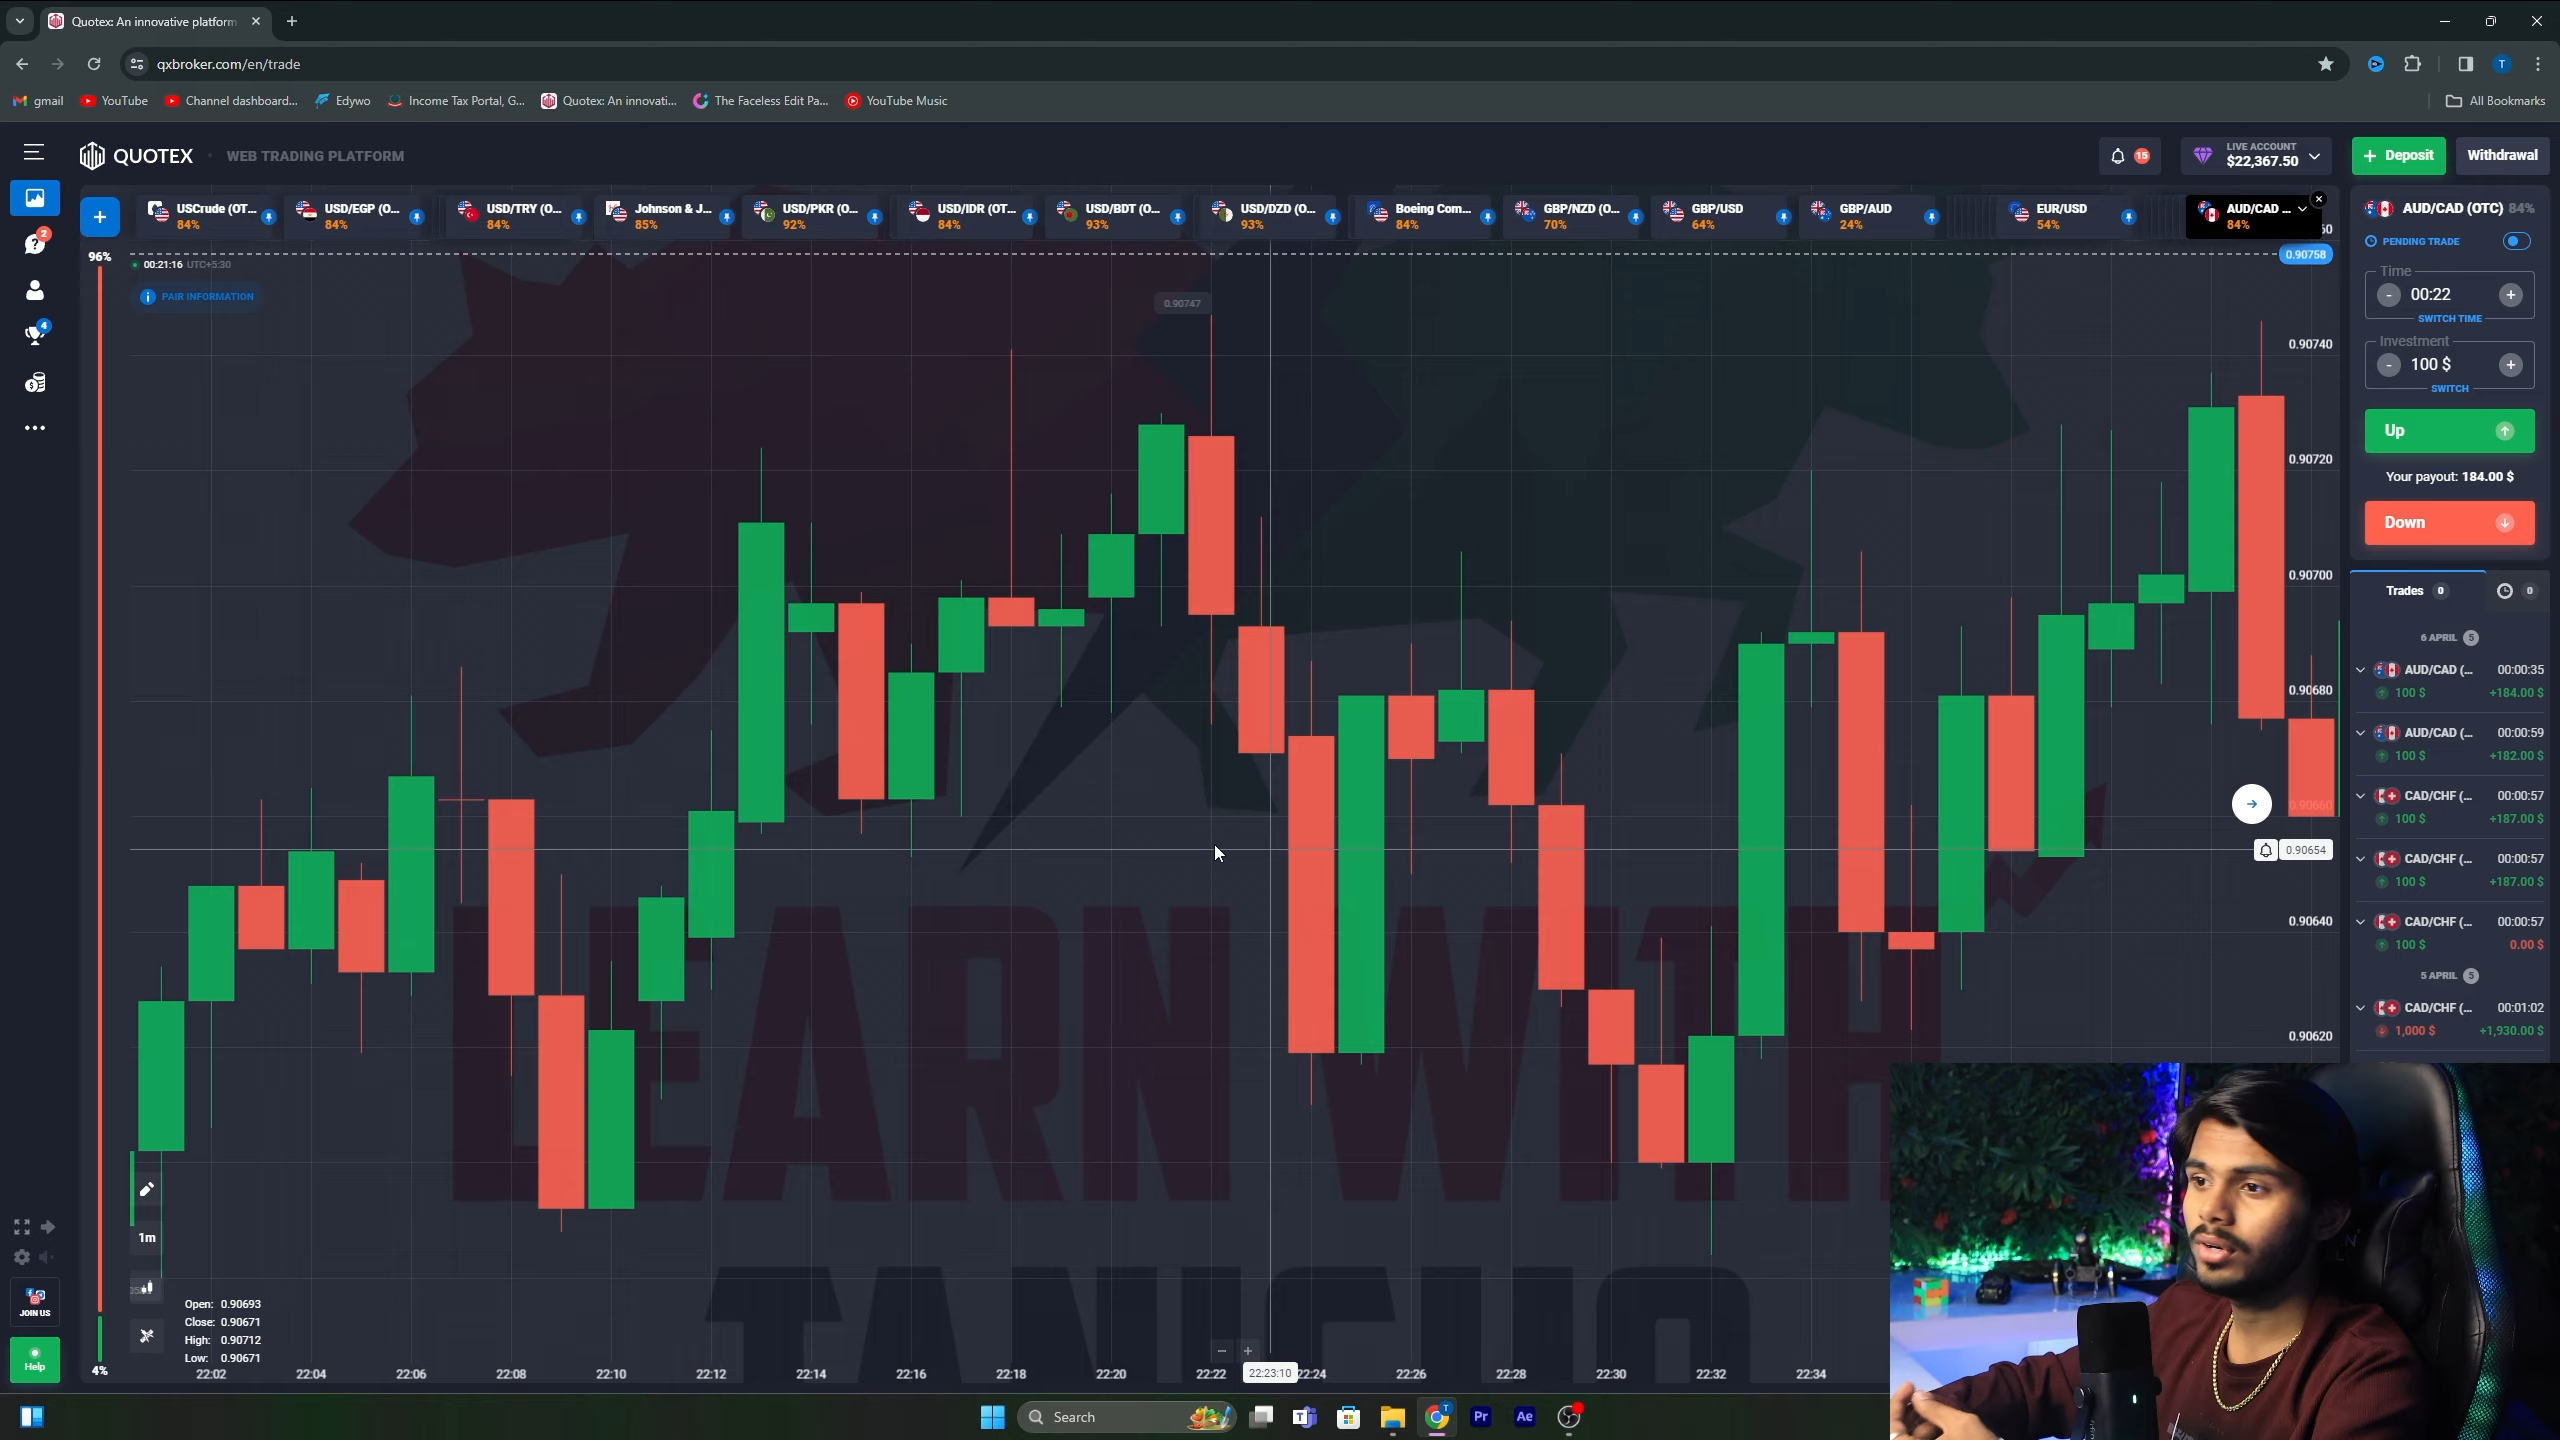 Quotex: An innovative platform
qxbroker.com/en/trade
gmail
YouTube
Channel dashboard...
Edywo
Income Tax Portal, G...
Quotex: An innovati...
The Faceless Edit Pa...
YouTube Music
All Bookmarks
QUOTEX
WEB TRADING PLATFORM
15
LIVE ACCOUNT
$22,367.50
+ Deposit
Withdrawal
USCrude (OT...
84%
USD/EGP (O...
84%
USD/TRY (O...
84%
Johnson & J...
85%
USD/PKR (O...
92%
USD/IDR (OT...
84%
USD/BDT (O...
93%
USD/DZD (O...
93%
Boeing Com...
84%
GBP/NZD (O...
70%
GBP/USD
64%
GBP/AUD
24%
EUR/USD
54%
AUD/CAD ...
84%
2
4
96%
00:21:16 UTC+5:30
PAIR INFORMATION
0.90747
0.90758
0.90740
0.90720
0.90700
0.90680
0.90660
0.90654
0.90640
0.90620
AUD/CAD (OTC) 84%
PENDING TRADE
Time
- 00:22 +
SWITCH TIME
Investment
- 100 $ +
SWITCH
Up
Your payout: 184.00 $
Down
Trades 0
0
6 APRIL 5
AUD/CAD (... 00:00:35
100 $ +184.00 $
AUD/CAD (... 00:00:59
100 $ +182.00 $
CAD/CHF (... 00:00:57
100 $ +187.00 $
CAD/CHF (... 00:00:57
100 $ +187.00 $
CAD/CHF (... 00:00:57
100 $ 0.00 $
5 APRIL 5
CAD/CHF (... 00:01:02
1,000 $ +1,930.00 $
LEARN WITH
1m
Open: 0.90693
Close: 0.90671
High: 0.90712
Low: 0.90671
JOIN US
Help
4%
22:02
22:04
22:06
22:08
22:10
22:12
22:14
22:16
22:18
22:20
22:22
22:23:10
22:24
22:26
22:28
22:30
22:32
22:34
Search
Pr
Ae